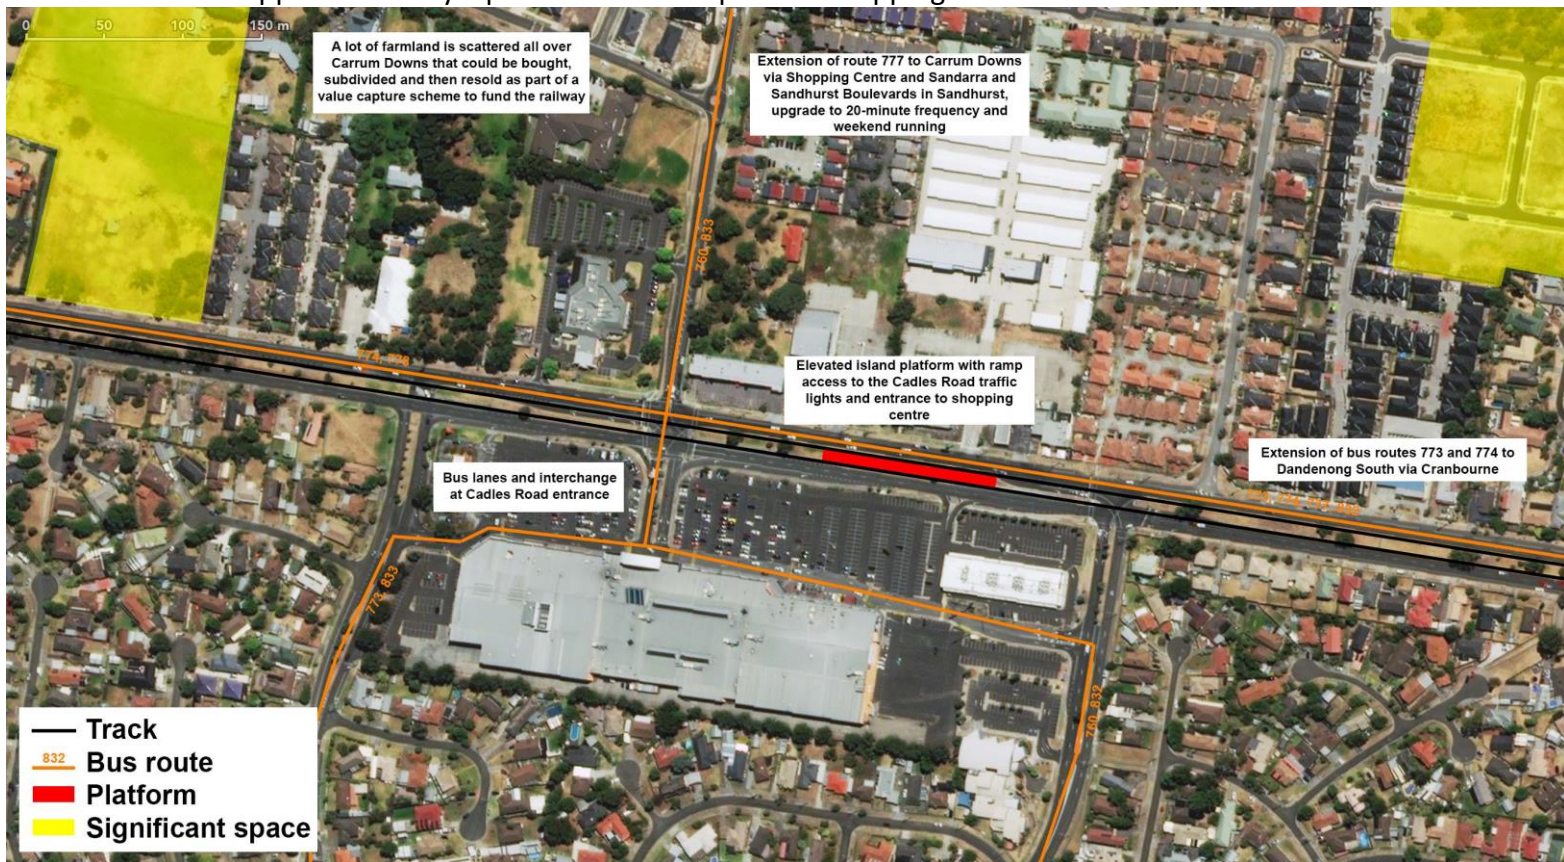 0 50 100 150 m
A lot of farmland is scattered all over
Carrum Downs that could be bought,
subdivided and then resold as part of a
value capture scheme to fund the railway
Extension of route 777 to Carrum Downs
via Shopping Centre and Sandarra and
Sandhurst Boulevards in Sandhurst,
upgrade to 20-minute frequency and
weekend running
760, 833
Elevated island platform with ramp
access to the Cadles Road traffic
lights and entrance to shopping
centre
Bus lanes and interchange
at Cadles Road entrance
Extension of bus routes 773 and 774 to
Dandenong South via Cranbourne
773, 833
760, 832
Track
832
Bus route
Platform
Significant space